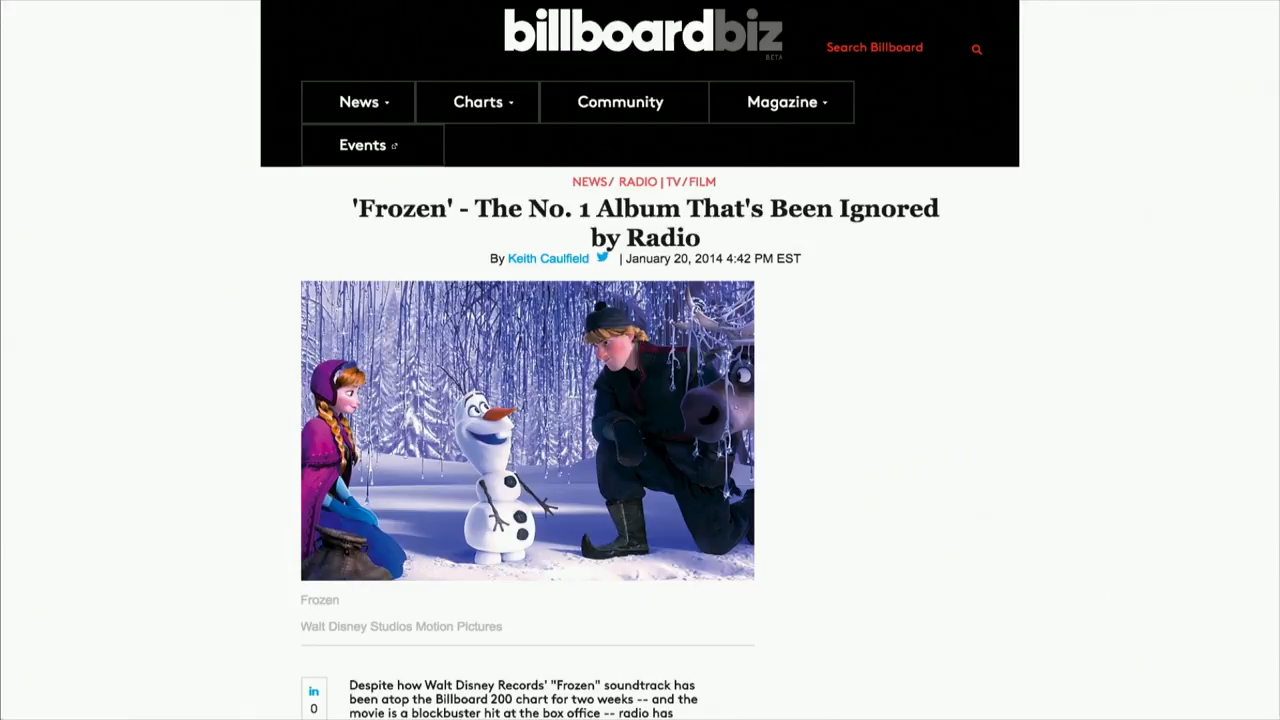 billboardbiz
BETA
Search Billboard
News
Charts
Community
Magazine
Events
NEWS/ RADIO | TV/FILM
'Frozen' - The No. 1 Album That's Been Ignored
by Radio
By Keith Caulfield | January 20, 2014 4:42 PM EST
Frozen
Walt Disney Studios Motion Pictures
in
0
Despite how Walt Disney Records' "Frozen" soundtrack has
been atop the Billboard 200 chart for two weeks -- and the
movie is a blockbuster hit at the box office -- radio has